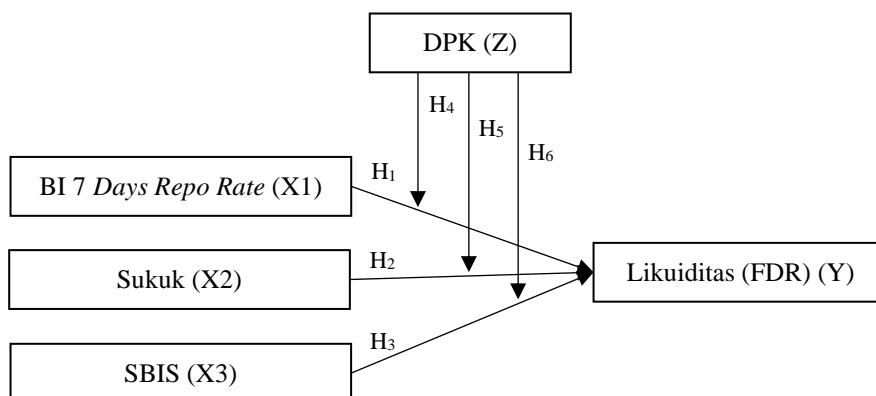 DPK (Z)
H4
H5
H6
H1
BI 7 Days Repo Rate (X1)
H2
Sukuk (X2)
Likuiditas (FDR) (Y)
H3
SBIS (X3)